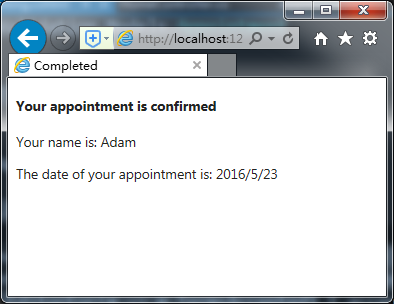 http://localhost:12
Completed
Your appointment is confirmed
Your name is: Adam
The date of your appointment is: 2016/5/23